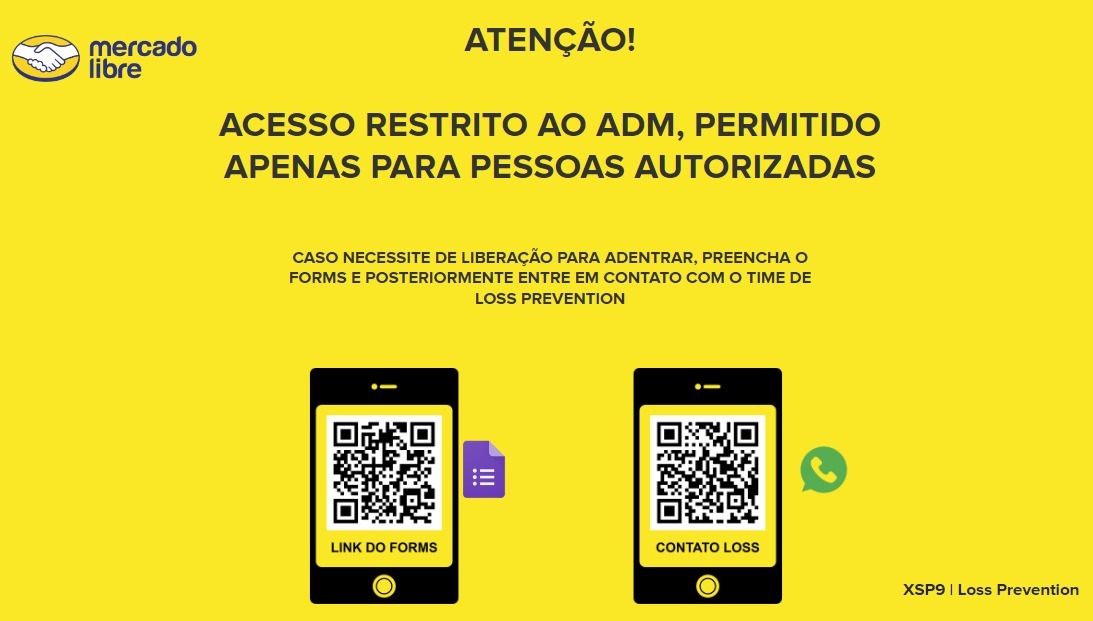 mercado
libre
ATENÇÃO!
ACESSO RESTRITO AO ADM, PERMITIDO
APENAS PARA PESSOAS AUTORIZADAS
CASO NECESSITE DE LIBERAÇÃO PARA ADENTRAR, PREENCHA O
FORMS E POSTERIORMENTE ENTRE EM CONTATO COM O TIME DE
LOSS PREVENTION
LINK DO FORMS
CONTATO LOSS
XSP9 | Loss Prevention